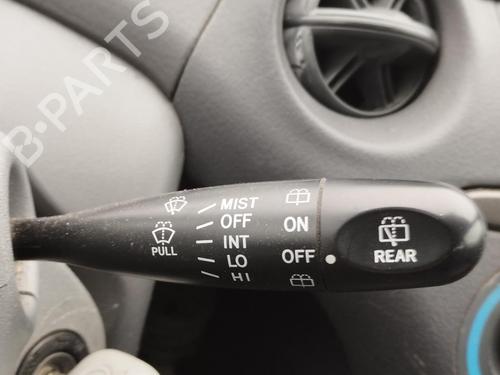 B-PARTS
MIST
OFF ON
PULL INT
LO OFF
HI
REAR